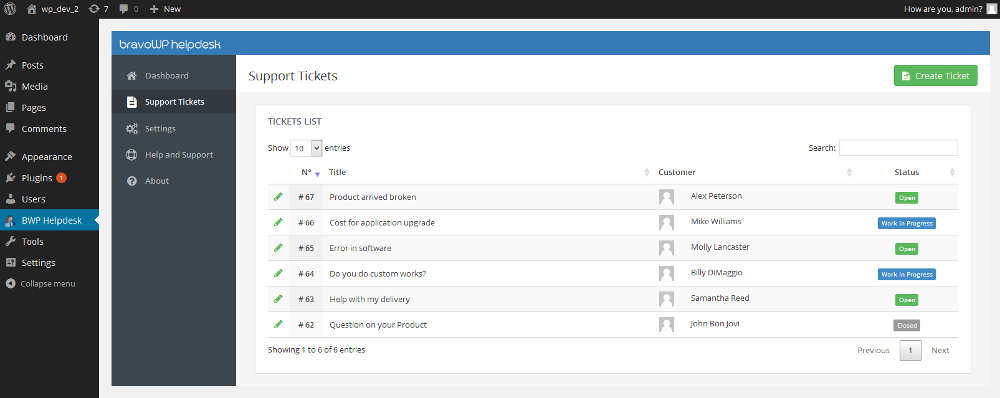 wp_dev_2 7 0 + New How are you, admin?
Dashboard
Posts
Media
Pages
Comments
Appearance
Plugins 1
Users
BWP Helpdesk
Tools
Settings
Collapse menu
bravoWP helpdesk
Dashboard
Support Tickets
Settings
Help and Support
About
Support Tickets
Create Ticket
TICKETS LIST
Show 10 entries Search:
N° Title Customer Status
# 67 Product arrived broken Alex Peterson Open
# 66 Cost for application upgrade Mike Williams Work In Progress
# 65 Error in software Molly Lancaster Open
# 64 Do you do custom works? Billy DiMaggio Work In Progress
# 63 Help with my delivery Samantha Reed Open
# 62 Question on your Product John Bon Jovi Closed
Showing 1 to 6 of 6 entries Previous 1 Next